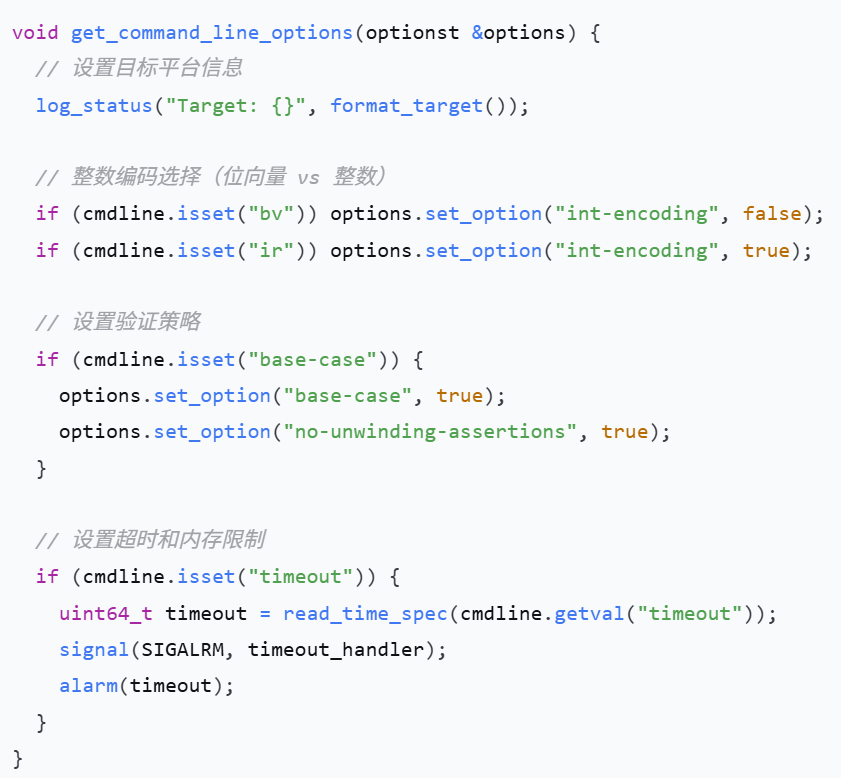 void get_command_line_options(optionst &options) {
  // 设置目标平台信息
  log_status("Target: {}", format_target());

  // 整数编码选择（位向量 vs 整数）
  if (cmdline.isset("bv")) options.set_option("int-encoding", false);
  if (cmdline.isset("ir")) options.set_option("int-encoding", true);

  // 设置验证策略
  if (cmdline.isset("base-case")) {
    options.set_option("base-case", true);
    options.set_option("no-unwinding-assertions", true);
  }

  // 设置超时和内存限制
  if (cmdline.isset("timeout")) {
    uint64_t timeout = read_time_spec(cmdline.getval("timeout"));
    signal(SIGALRM, timeout_handler);
    alarm(timeout);
  }
}